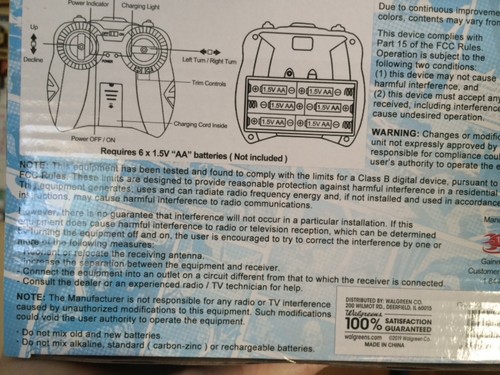 Power Indicator
Charging Light
Up
Decline
POWER
Left Turn / Right Turn
Trim Controls
Charging Cord Inside
Power OFF / ON
1.5V AA 1.5V AA
1.5V AA 1.5V AA
1.5V AA 1.5V AA
Requires 6 x 1.5V "AA" batteries ( Not included )
Due to continuous
colors, contents may vary from
This device complies with
Part 15 of the FCC Rules.
Operation is subject to the
following two conditions:
(1) this device may not cause
harmful interference, and
(2) this device must accept
received, including interference
cause undesired operation.
WARNING: Changes or
unit not expressively approved by
responsible for compliance
user's authority to operate the
NOTE: This equipment has been tested and found to comply with the limits for a Class B digital device, pursuant
FCC Rules. These limits are designed to provide reasonable protection against harmful interference in a residential
This equipment generates, uses and can radiate radio frequency energy and, if not installed and used in accordance
instructions, may cause harmful interference to radio communications.
However, there is no guarantee that interference will not occur in a particular installation. If this
equipment does cause harmful interference to radio or television reception, which can be determined
by turning the equipment off and on, the user is encouraged to try to correct the interference by one or
more of the following measures:
- Reorient or relocate the receiving antenna.
- Increase the separation between the equipment and receiver.
- Connect the equipment into an outlet on a circuit different from that to which the receiver is connected.
- Consult the dealer or an experienced radio / TV technician for help.
NOTE: The Manufacturer is not responsible for any radio or TV interference
caused by unauthorized modifications to this equipment. Such modifications
could void the user authority to operate the equipment.
- Do not mix old and new batteries.
- Do not mix alkaline, standard ( carbon-zinc ) or rechargeable batteries.
Customer
DISTRIBUTED BY: WALGREEN CO.
200 WILMOT RD., DEERFIELD, IL 60015
Walgreens
100% SATISFACTION
GUARANTEED
walgreens.com ©2019 Walgreen Co.
MADE IN CHINA